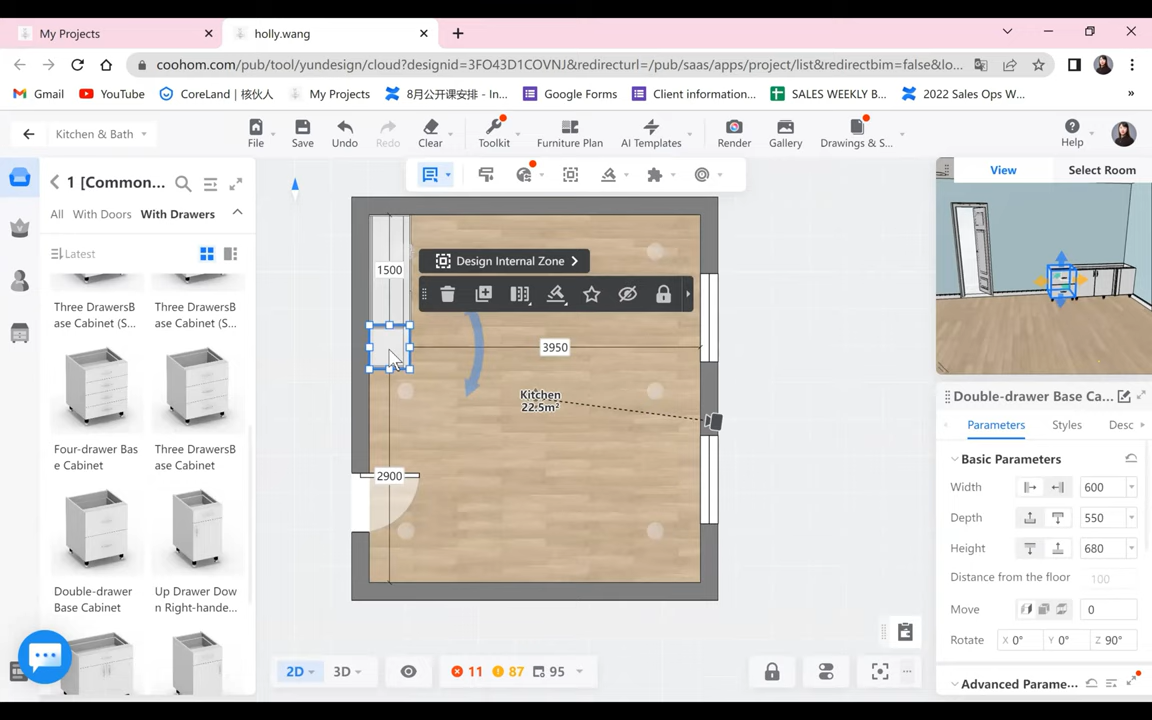 My Projects
holly.wang
coohom.com/pub/tool/yundesign/cloud?designid=3FO43D1COVNJ&redirecturl=/pub/saas/apps/project/list&redirectbim=false&lo...
Gmail
YouTube
CoreLand | 核伙人
My Projects
8月公开课安排 - In...
Google Forms
Client information...
SALES WEEKLY B...
2022 Sales Ops W...
»
Kitchen & Bath
File
Save
Undo
Redo
Clear
Toolkit
Furniture Plan
AI Templates
Render
Gallery
Drawings & S...
Help
1 [Common...
All
With Doors
With Drawers
Latest
Three DrawersB
ase Cabinet (S...
Three DrawersB
ase Cabinet (S...
Four-drawer Bas
e Cabinet
Three DrawersB
ase Cabinet
Double-drawer
Base Cabinet
Up Drawer Dow
n Right-hande...
Design Internal Zone
1500
3950
Kitchen
22.5m²
2900
2D
3D
11
87
95
View
Select Room
Double-drawer Base Ca...
Parameters
Styles
Desc
Basic Parameters
Width
600
Depth
550
Height
680
Distance from the floor
100
Move
0
Rotate
X 0°
Y 0°
Z 90°
Advanced Parame...